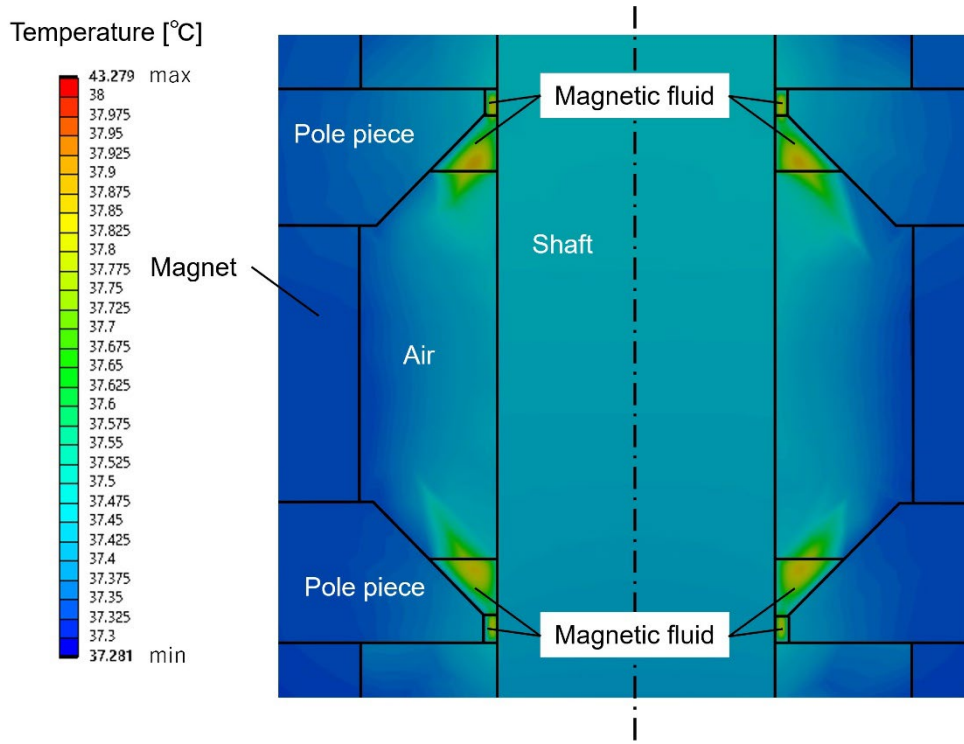 Temperature [℃]
43.279 max
38
37.975
37.95
37.925
37.9
37.875
37.85
37.825
37.8
37.775
37.75
37.725
37.7
37.675
37.65
37.625
37.6
37.575
37.55
37.525
37.5
37.475
37.45
37.425
37.4
37.375
37.35
37.325
37.3
37.281 min
Magnetic fluid
Pole piece
Shaft
Magnet
Air
Pole piece
Magnetic fluid